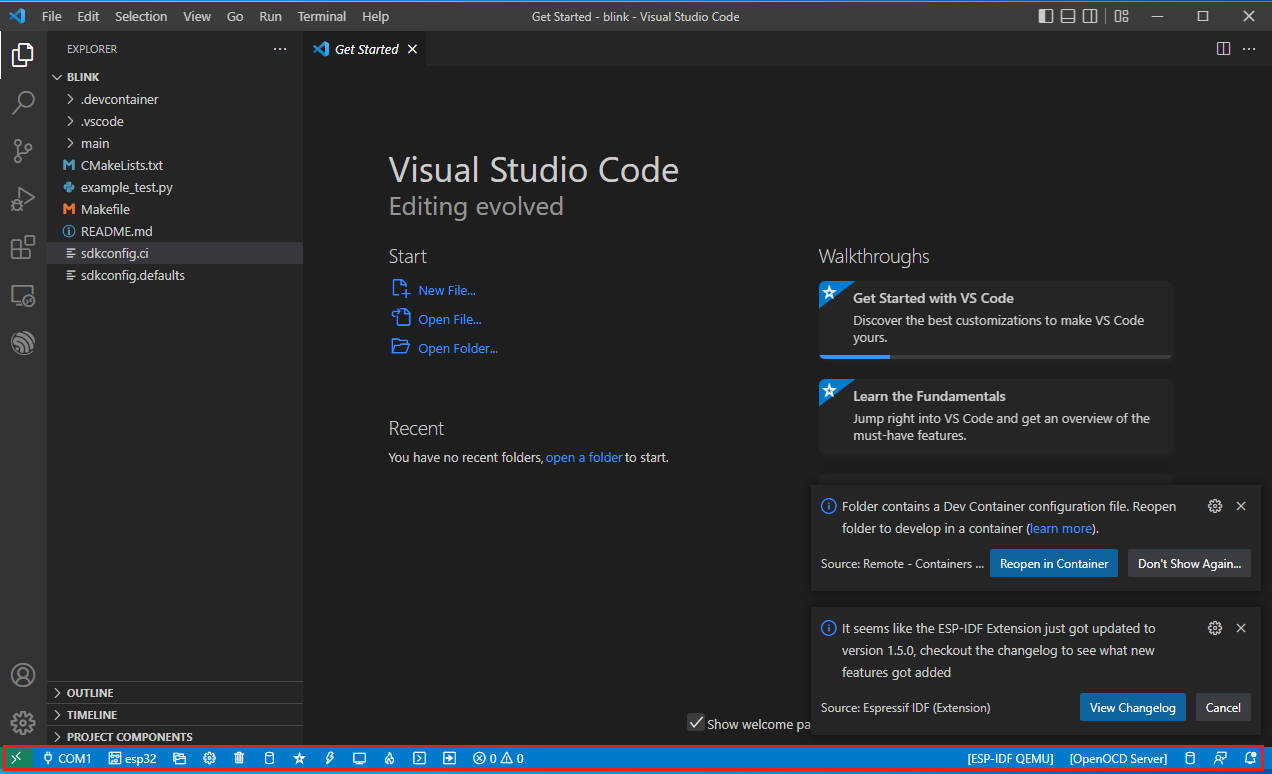 File Edit Selection View Go Run Terminal Help
Get Started - blink - Visual Studio Code
EXPLORER
Get Started
BLINK
.devcontainer
.vscode
main
CMakeLists.txt
example_test.py
Makefile
README.md
sdkconfig.ci
sdkconfig.defaults
OUTLINE
TIMELINE
PROJECT COMPONENTS
Visual Studio Code
Editing evolved
Start
New File...
Open File...
Open Folder...
Recent
You have no recent folders, open a folder to start.
Walkthroughs
Get Started with VS Code
Discover the best customizations to make VS Code
yours.
Learn the Fundamentals
Jump right into VS Code and get an overview of the
must-have features.
Folder contains a Dev Container configuration file. Reopen
folder to develop in a container (learn more).
Source: Remote - Containers ... Reopen in Container Don't Show Again...
It seems like the ESP-IDF Extension just got updated to
version 1.5.0, checkout the changelog to see what new
features got added
Source: Espressif IDF (Extension) View Changelog Cancel
Show welcome pa
COM1 esp32 0 0 [ESP-IDF QEMU] [OpenOCD Server]